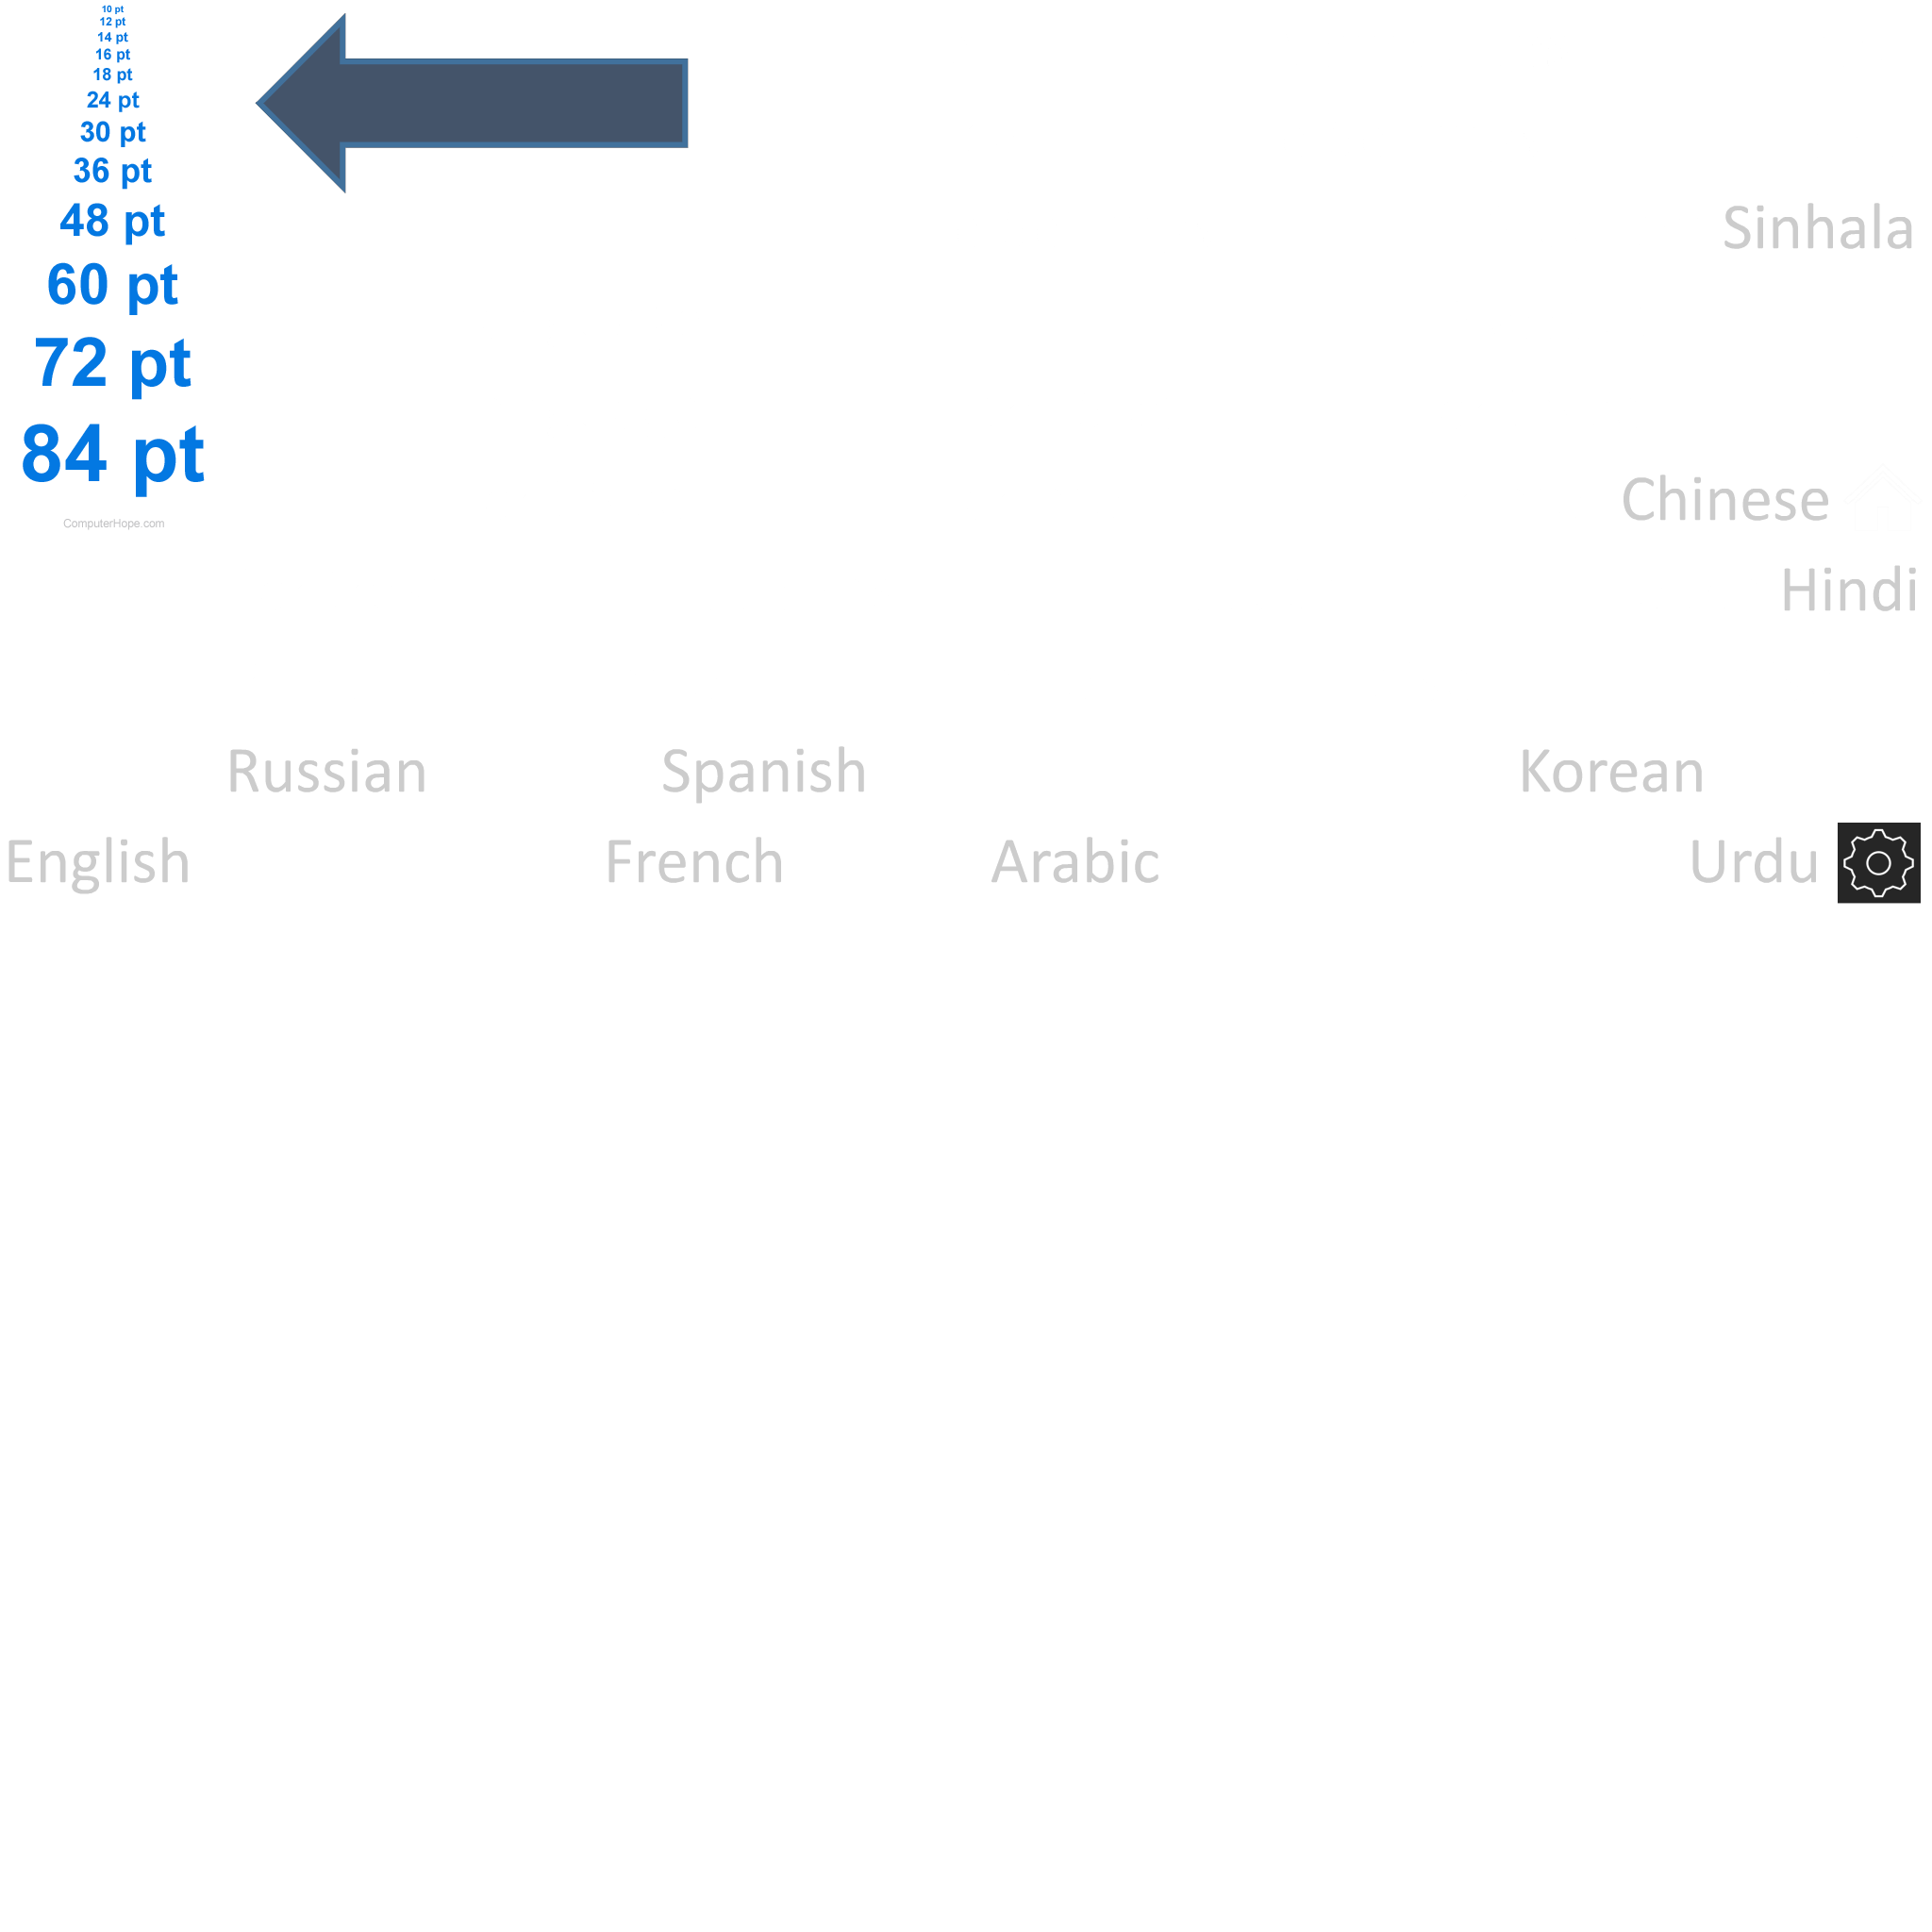 10 pt
12 pt
14 pt
16 pt
18 pt
24 pt
30 pt
36 pt
48 pt
Sinhala
60 pt
72 pt
84 pt
Chinese
ComputerHope.com
Hindi
Russian Spanish Korean
English French Arabic Urdu